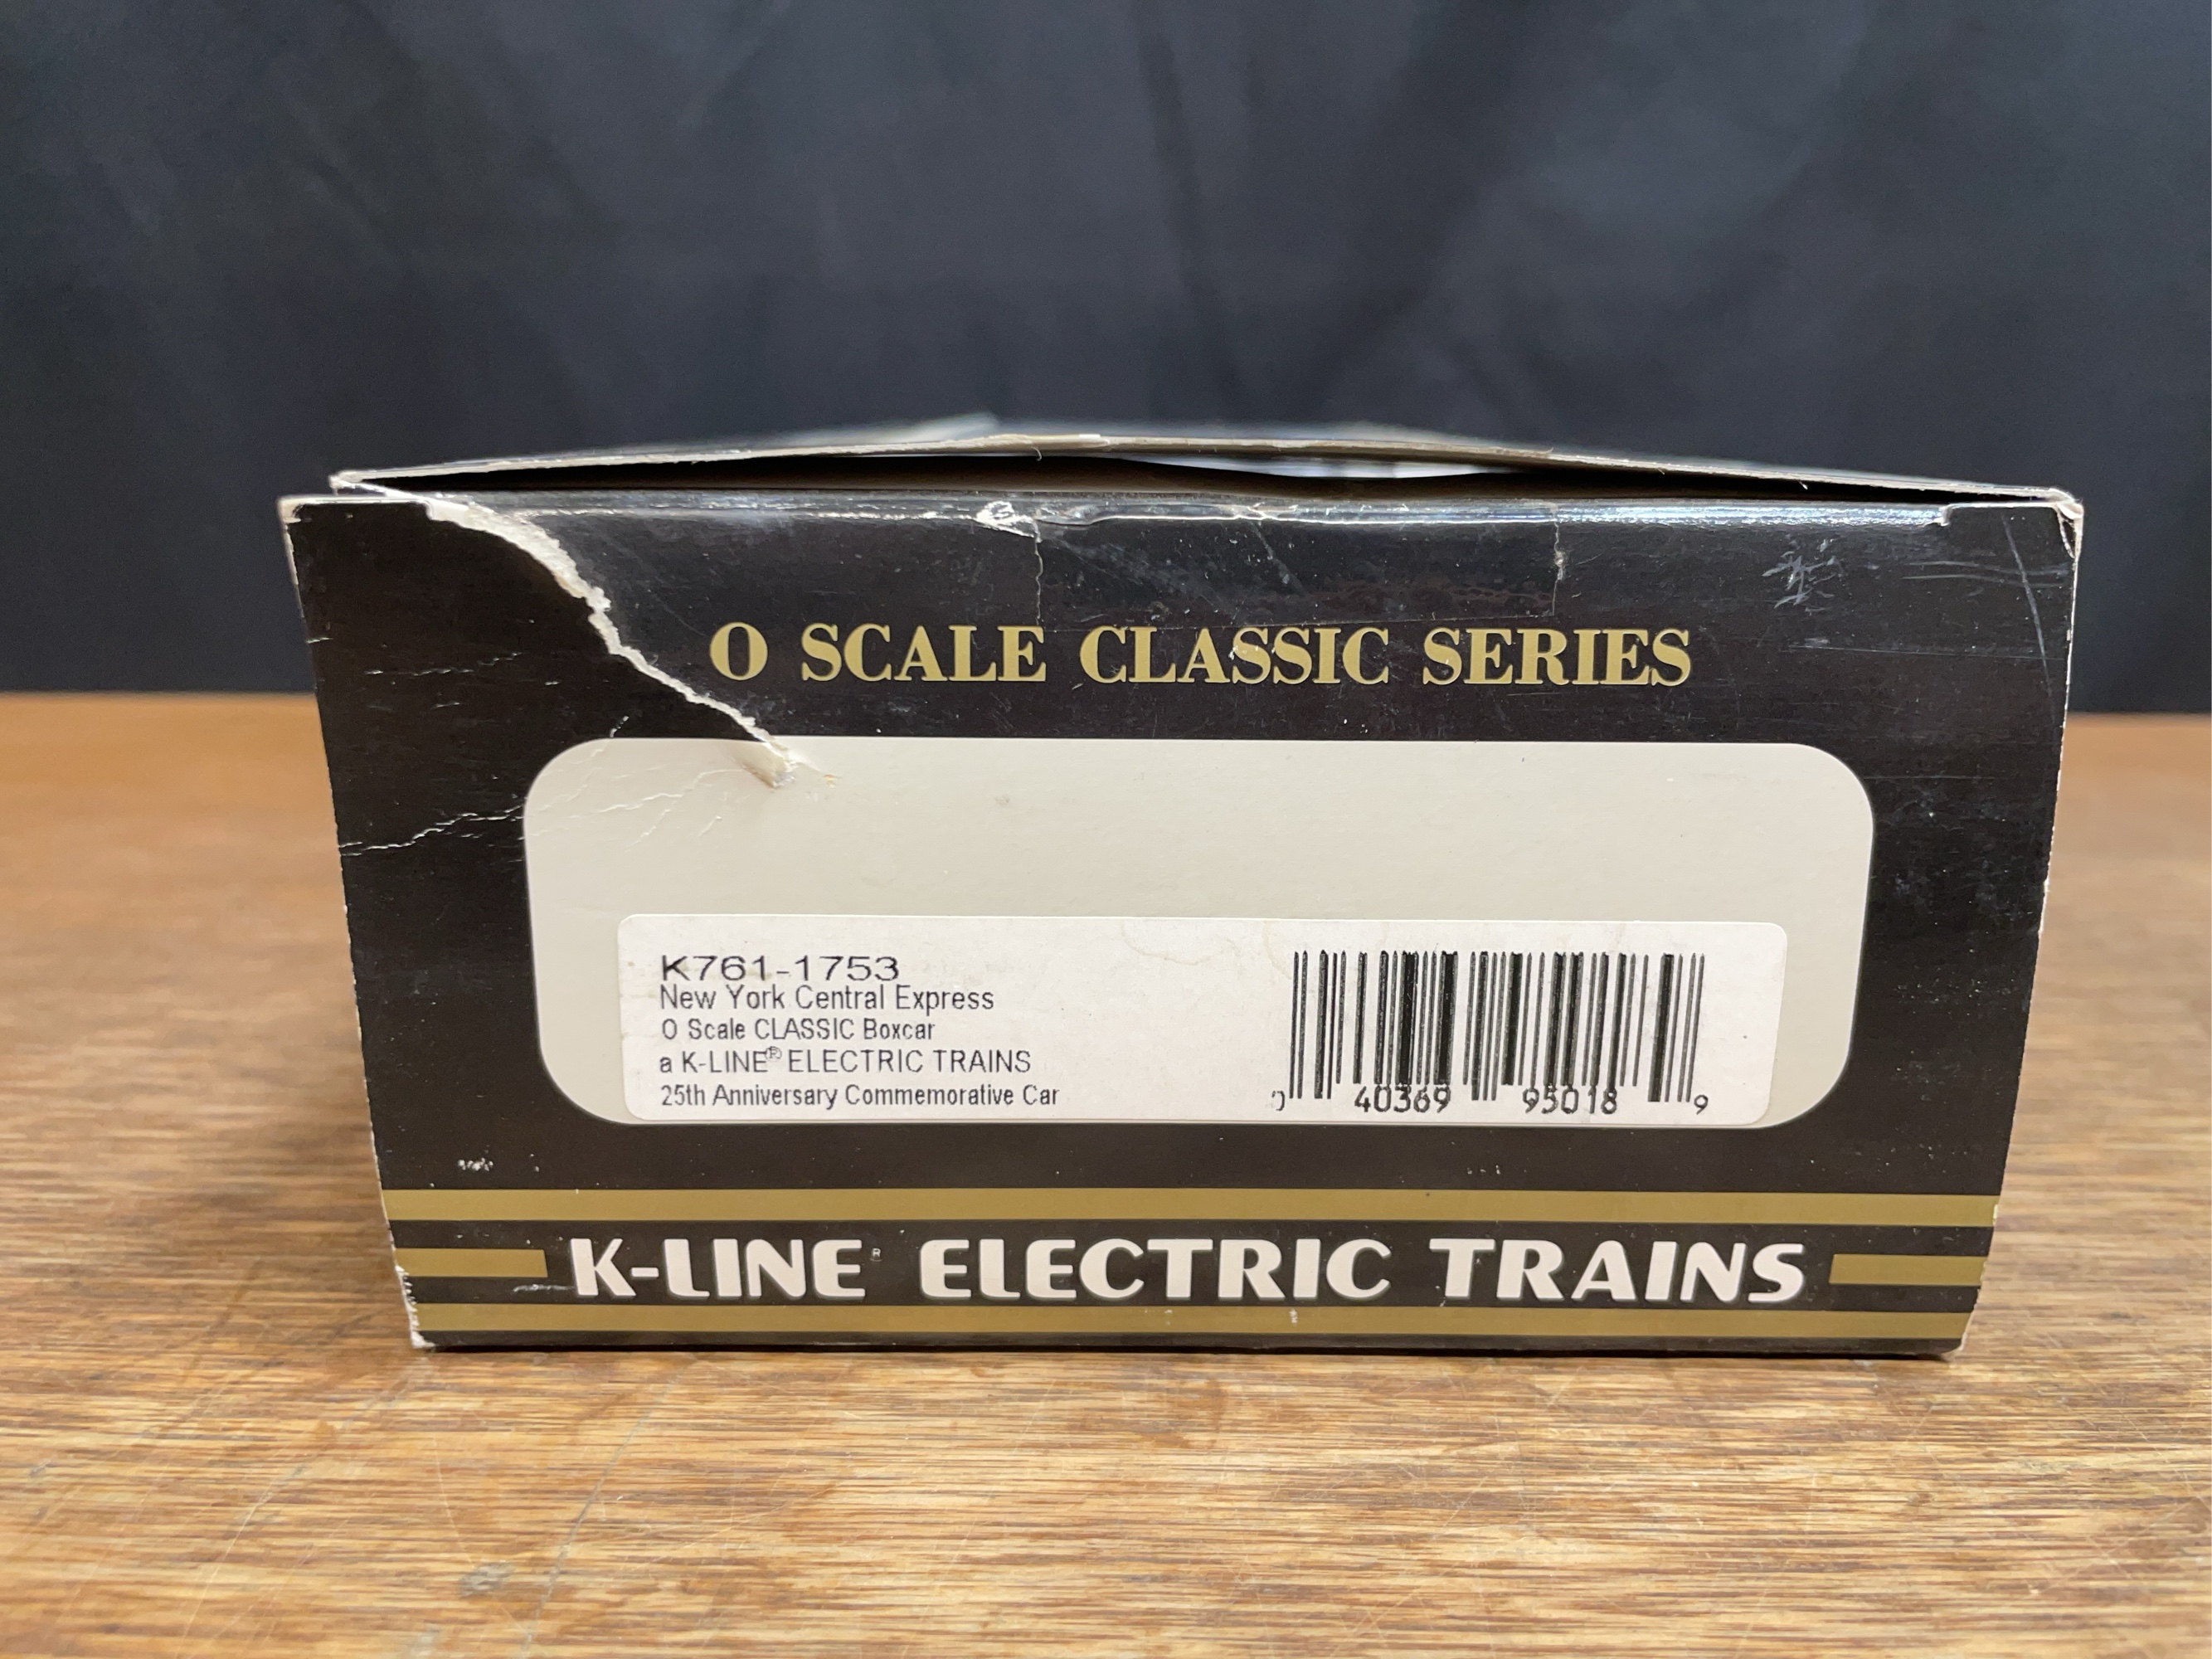 O SCALE CLASSIC SERIES
K761-1753
New York Central Express
O Scale CLASSIC Boxcar
a K-LINE® ELECTRIC TRAINS
25th Anniversary Commemorative Car
0 40369 95018 9
K-LINE® ELECTRIC TRAINS